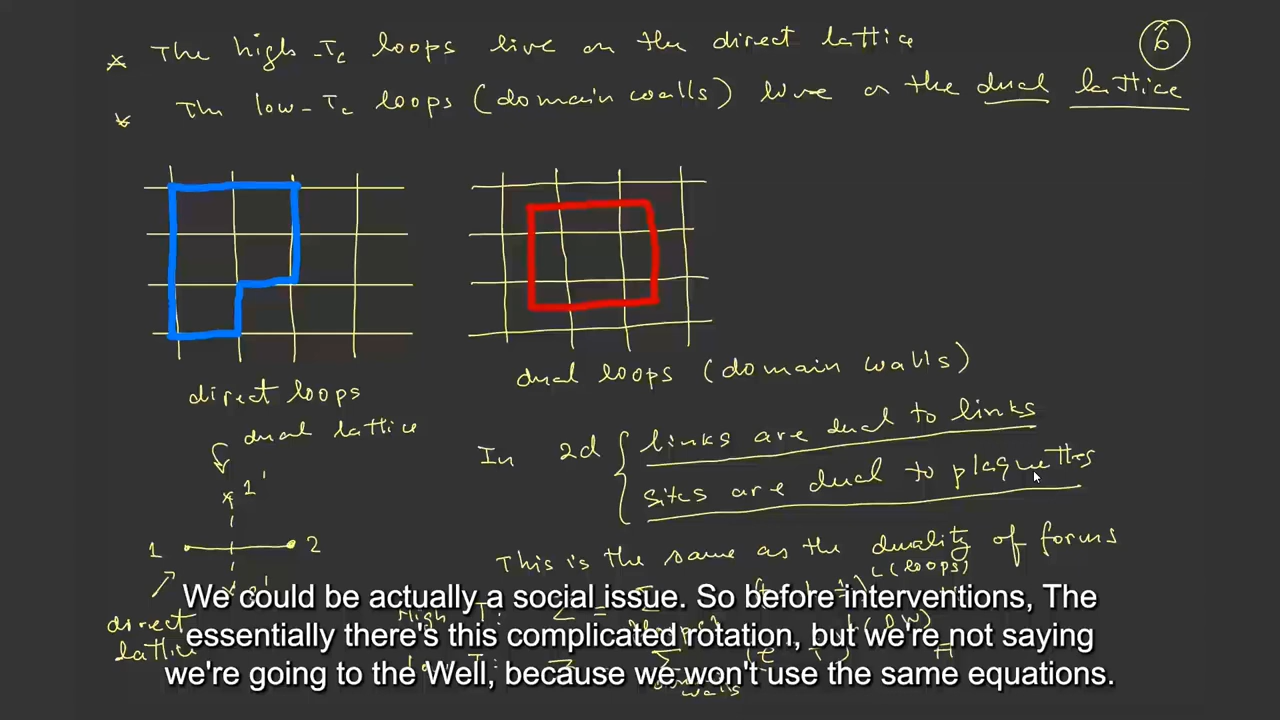 * The high-Tc loops live on the direct lattice
6
* The low-Tc loops (domain walls) live on the dual lattice
direct loops
dual loops (domain walls)
dual lattice
In 2d { links are dual to links
sites are dual to plaquettes
1'
1 2
This is the same as the duality of forms
direct
lattice
L(loops)
High T: Z =
walls
We could be actually a social issue. So before interventions, The
essentially there's this complicated rotation, but we're not saying
we're going to the Well, because we won't use the same equations.